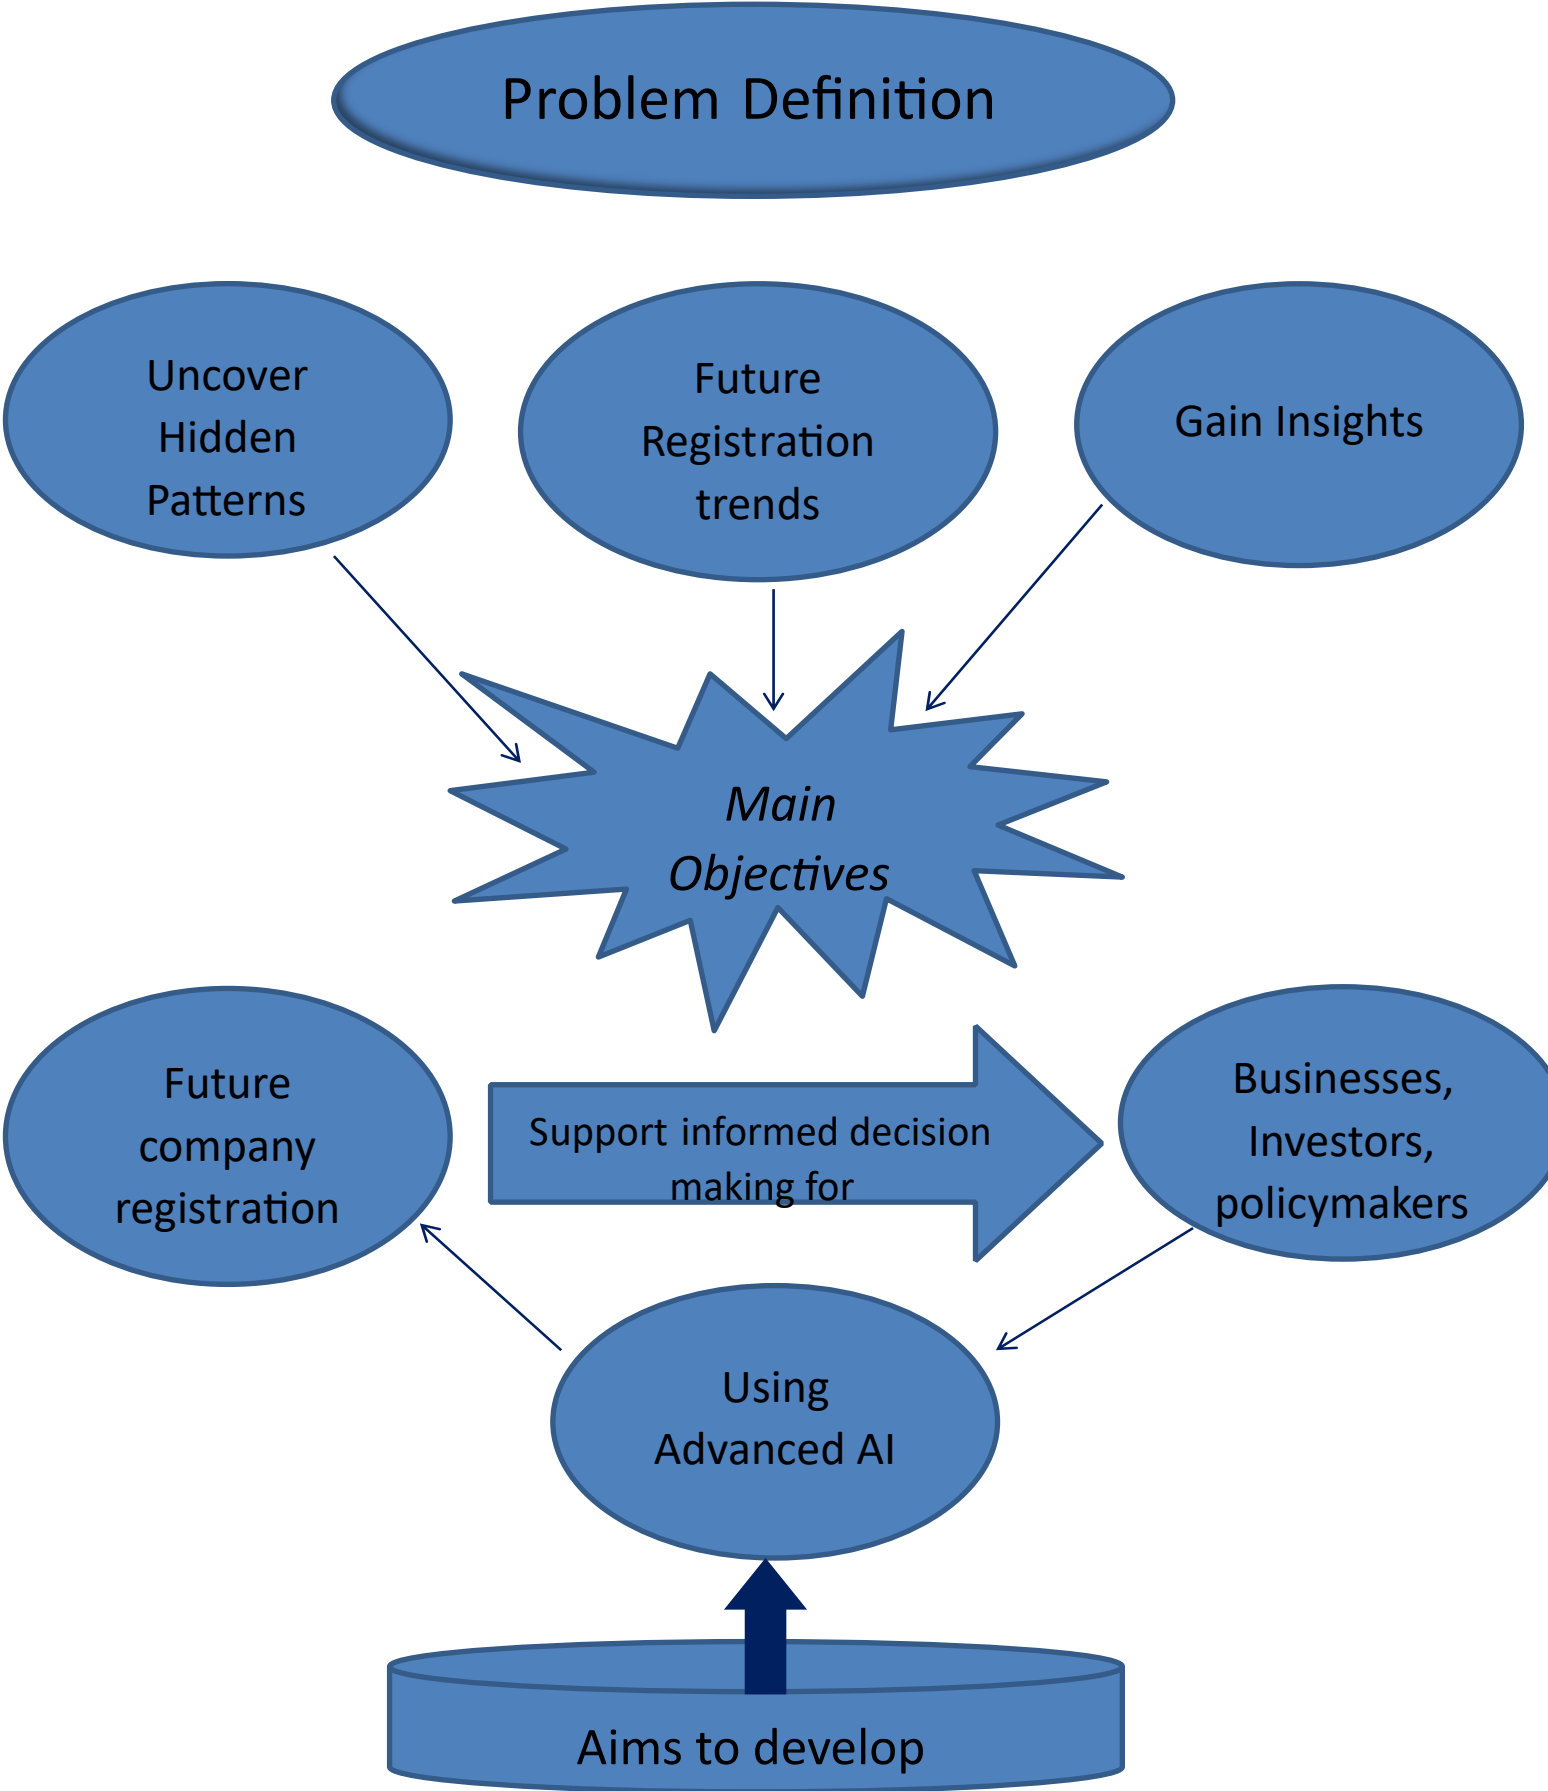 Problem Definition
Uncover
Hidden
Patterns
Future
Registration
trends
Gain Insights
Main
Objectives
Future
company
registration
Support informed decision
making for
Businesses,
Investors,
policymakers
Using
Advanced AI
Aims to develop